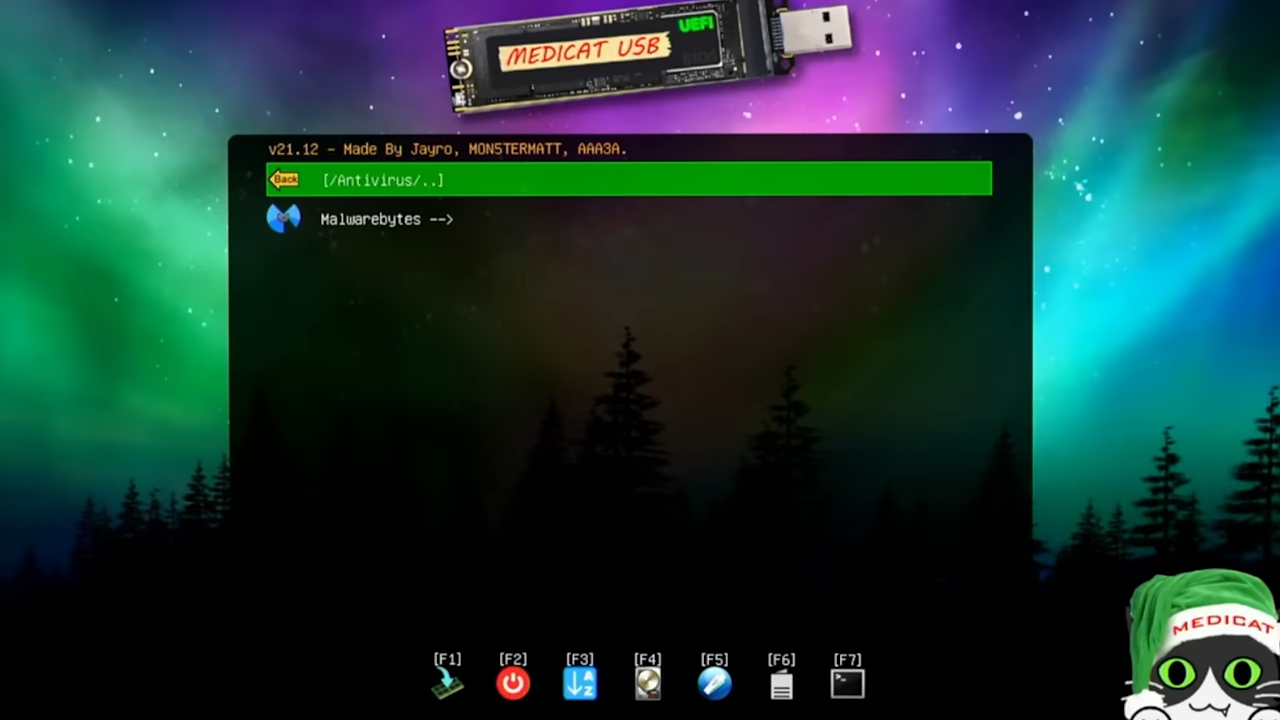 UEFI
MEDICAT USB
v21.12 - Made By Jayro, MON5TERMATT, AAA3A.
Back [/Antivirus/..]
Malwarebytes -->
[F1] [F2] [F3] [F4] [F5] [F6] [F7]
A
Z
>_
MEDICAT